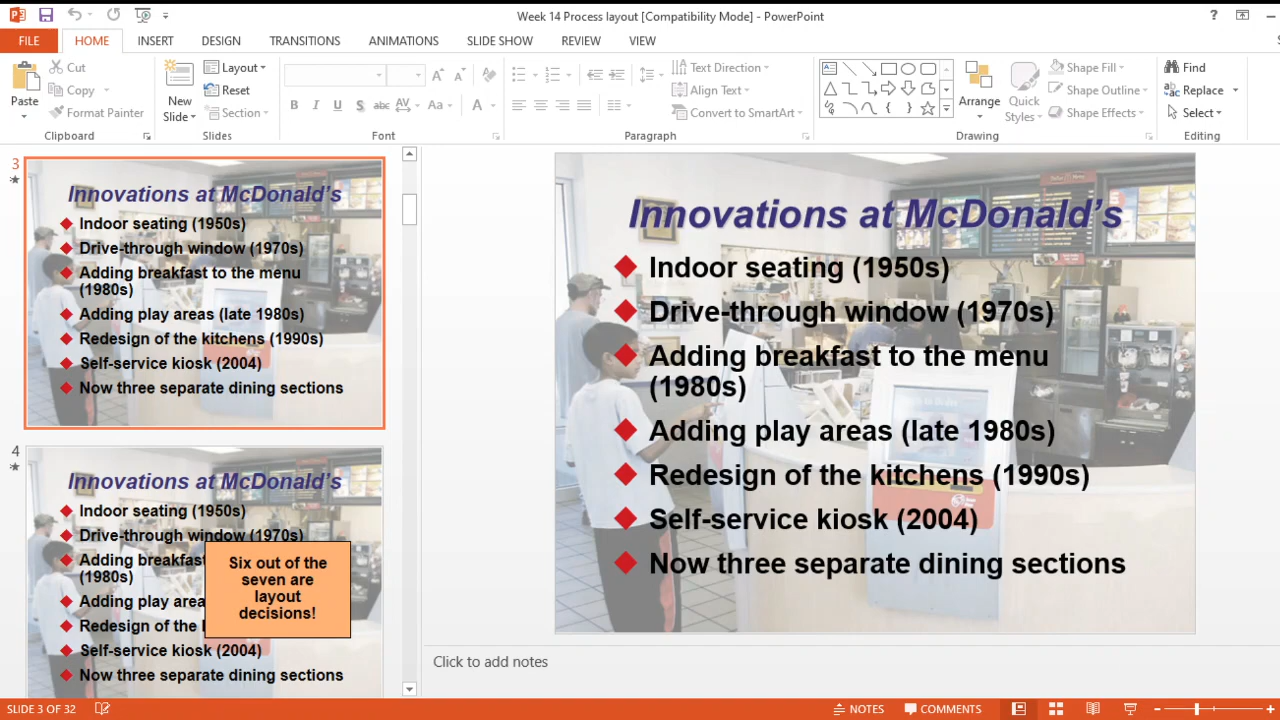 Week 14 Process layout [Compatibility Mode] - PowerPoint
?
FILE HOME INSERT DESIGN TRANSITIONS ANIMATIONS SLIDE SHOW REVIEW VIEW
Paste
Cut
Copy
Format Painter
Clipboard
New
Slide
Layout
Reset
Section
Slides
B I U S abc AV Aa A
Font
Text Direction
Align Text
Convert to SmartArt
Paragraph
Arrange
Quick
Styles
Shape Fill
Shape Outline
Shape Effects
Drawing
Find
Replace
Select
Editing
3
Innovations at McDonald's
Indoor seating (1950s)
Drive-through window (1970s)
Adding breakfast to the menu
(1980s)
Adding play areas (late 1980s)
Redesign of the kitchens (1990s)
Self-service kiosk (2004)
Now three separate dining sections
4
Innovations at McDonald's
Indoor seating (1950s)
Drive-through window (1970s)
Adding breakfast
(1980s)
Adding play area
Redesign of the
Self-service kiosk (2004)
Now three separate dining sections
Six out of the
seven are
layout
decisions!
Innovations at McDonald's
Indoor seating (1950s)
Drive-through window (1970s)
Adding breakfast to the menu
(1980s)
Adding play areas (late 1980s)
Redesign of the kitchens (1990s)
Self-service kiosk (2004)
Now three separate dining sections
Click to add notes
SLIDE 3 OF 32
NOTES COMMENTS